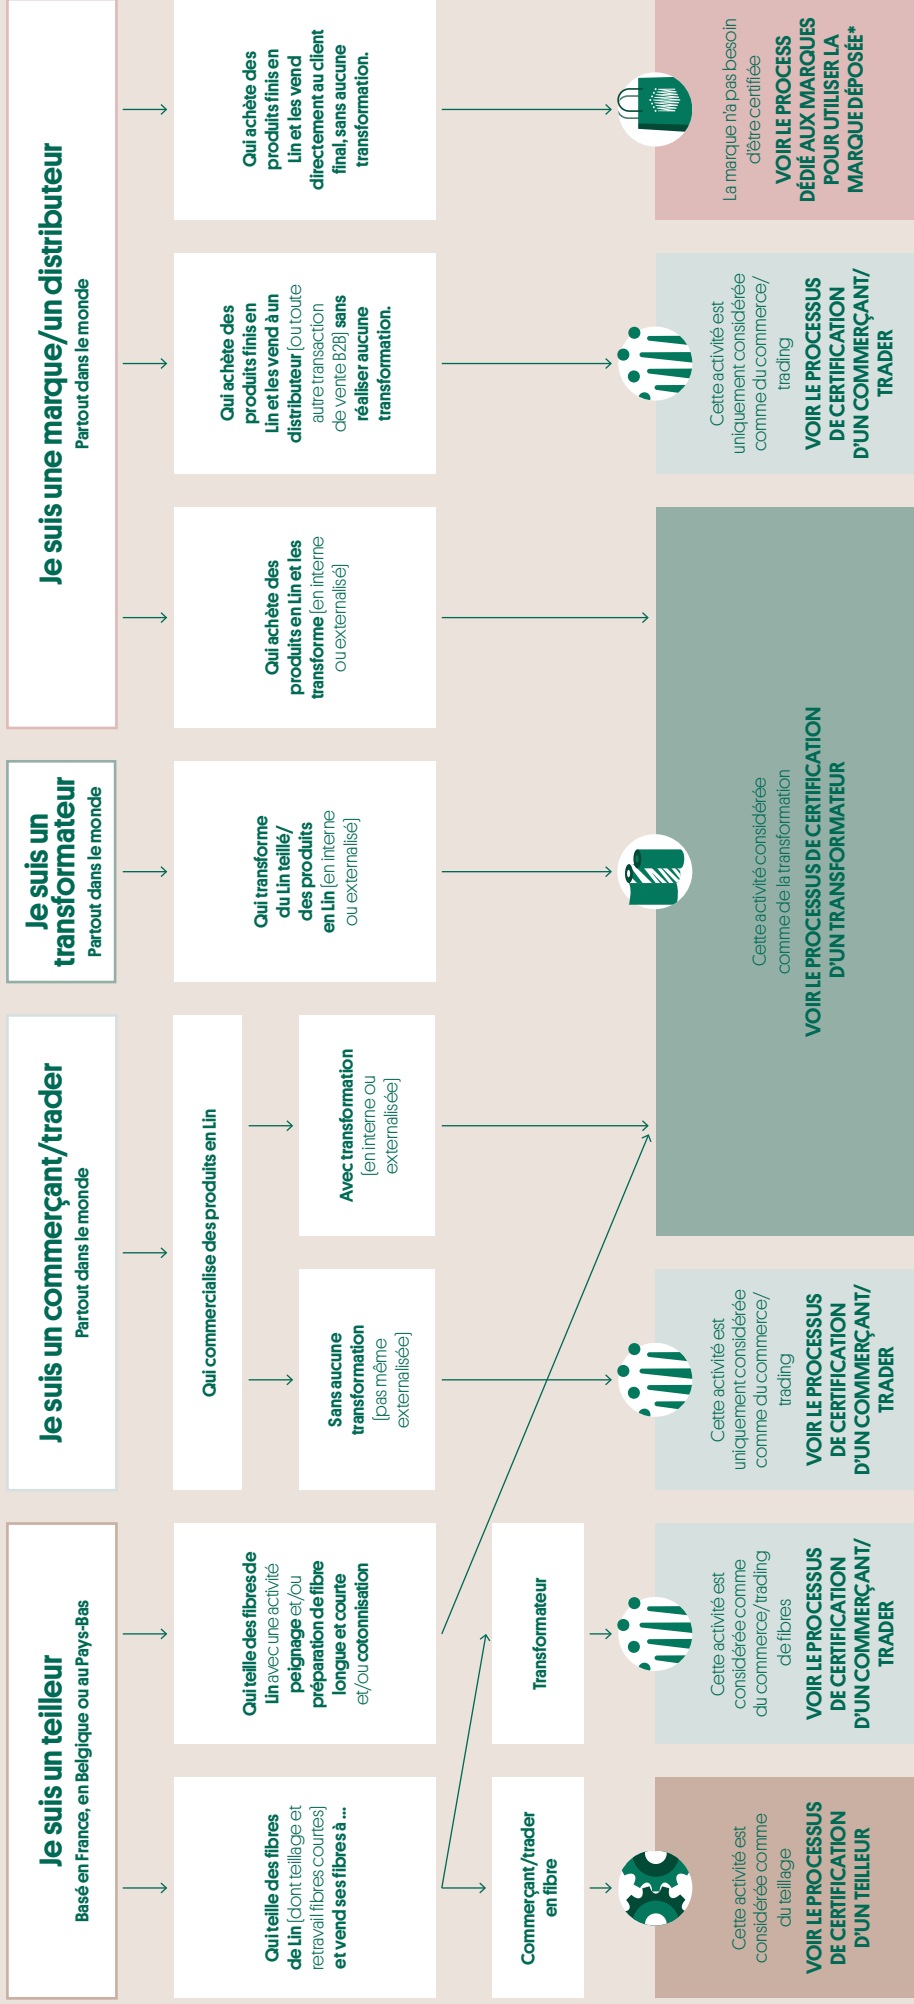 Je suis un teilleur
Basé en France, en Belgique ou au Pays-Bas
Je suis un commerçant/trader
Partout dans le monde
Je suis un
transformateur
Partout dans le monde
Je suis une marque/un distributeur
Partout dans le monde
Qui teille des fibres
de Lin (dont teillage et
retravail fibres courtes)
et vend ses fibres à ...
Qui teille des fibres de
Lin avec une activité
peignage et/ou
préparation de fibre
longue et courte
et/ou cotonnisation
Qui commercialise des produits en Lin
Sans aucune
transformation
(pas même
externalisée)
Avec transformation
(en interne ou
externalisée)
Qui transforme
du Lin teillé/
des produits
en Lin (en interne
ou externalisé)
Qui achète des
produits en Lin et les
transforme (en interne
ou externalisé)
Qui achète des
produits finis en
Lin et les vend à un
distributeur (ou toute
autre transaction
de vente B2B) sans
réaliser aucune
transformation.
Qui achète des
produits finis en
Lin et les vend
directement au client
final, sans aucune
transformation.
Commerçant/trader
en fibre
Transformateur
Cette activité est
considérée comme
du teillage
VOIR LE PROCESSUS
DE CERTIFICATION
D'UN TEILLEUR
Cette activité est
considérée comme
du commerce/trading
de fibres
VOIR LE PROCESSUS
DE CERTIFICATION
D'UN COMMERÇANT/
TRADER
Cette activité est
uniquement considérée
comme du commerce/
trading
VOIR LE PROCESSUS
DE CERTIFICATION
D'UN COMMERÇANT/
TRADER
Cette activité considérée
comme de la transformation
VOIR LE PROCESSUS DE CERTIFICATION
D'UN TRANSFORMATEUR
Cette activité est
uniquement considérée
comme du commerce/
trading
VOIR LE PROCESSUS
DE CERTIFICATION
D'UN COMMERÇANT/
TRADER
La marque n'a pas besoin
d'être certifiée
VOIR LE PROCESS
DÉDIÉ AUX MARQUES
POUR UTILISER LA
MARQUE DÉPOSÉE*